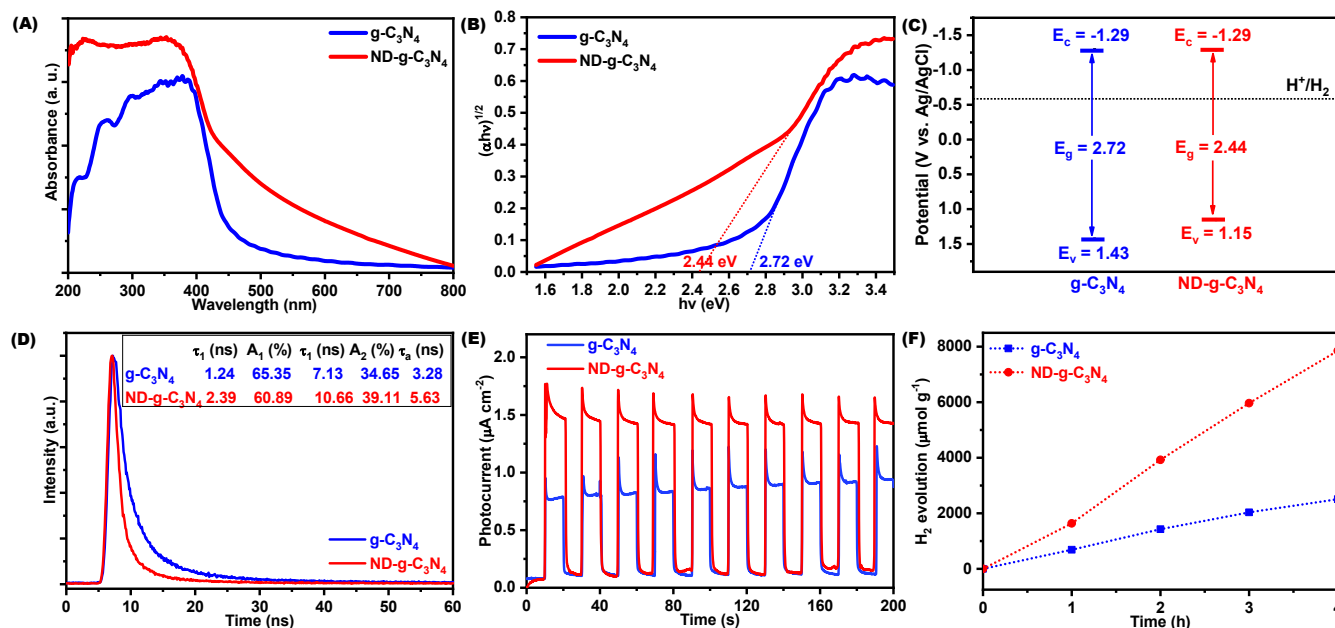 (A)
g-C₃N₄
ND-g-C₃N₄
Absorbance (a. u.)
200 300 400 500 600 700 800
Wavelength (nm)
(B)
g-C₃N₄
ND-g-C₃N₄
(αhv)¹/²
0.8
0.7
0.6
0.5
0.4
0.3
0.2
0.1
0.0
2.44 eV
2.72 eV
1.6 1.8 2.0 2.2 2.4 2.6 2.8 3.0 3.2 3.4
hv (eV)
(C)
Potential (V vs. Ag/AgCl)
-1.5
-1.0
-0.5
0.0
0.5
1.0
1.5
E_c = -1.29
E_c = -1.29
H⁺/H₂
E_g = 2.72
E_g = 2.44
E_v = 1.43
E_v = 1.15
g-C₃N₄
ND-g-C₃N₄
(D)
τ₁ (ns) A₁ (%) τ₁ (ns) A₂ (%) τₐ (ns)
g-C₃N₄ 1.24 65.35 7.13 34.65 3.28
ND-g-C₃N₄ 2.39 60.89 10.66 39.11 5.63
Intensity (a.u.)
g-C₃N₄
ND-g-C₃N₄
0 10 20 30 40 50 60
Time (ns)
(E)
g-C₃N₄
ND-g-C₃N₄
Photocurrent (μA cm⁻²)
2.0
1.5
1.0
0.5
0.0
0 40 80 120 160 200
Time (s)
(F)
g-C₃N₄
ND-g-C₃N₄
H₂ evolution (μmol g⁻¹)
8000
6000
4000
2000
0
0 1 2 3 4
Time (h)